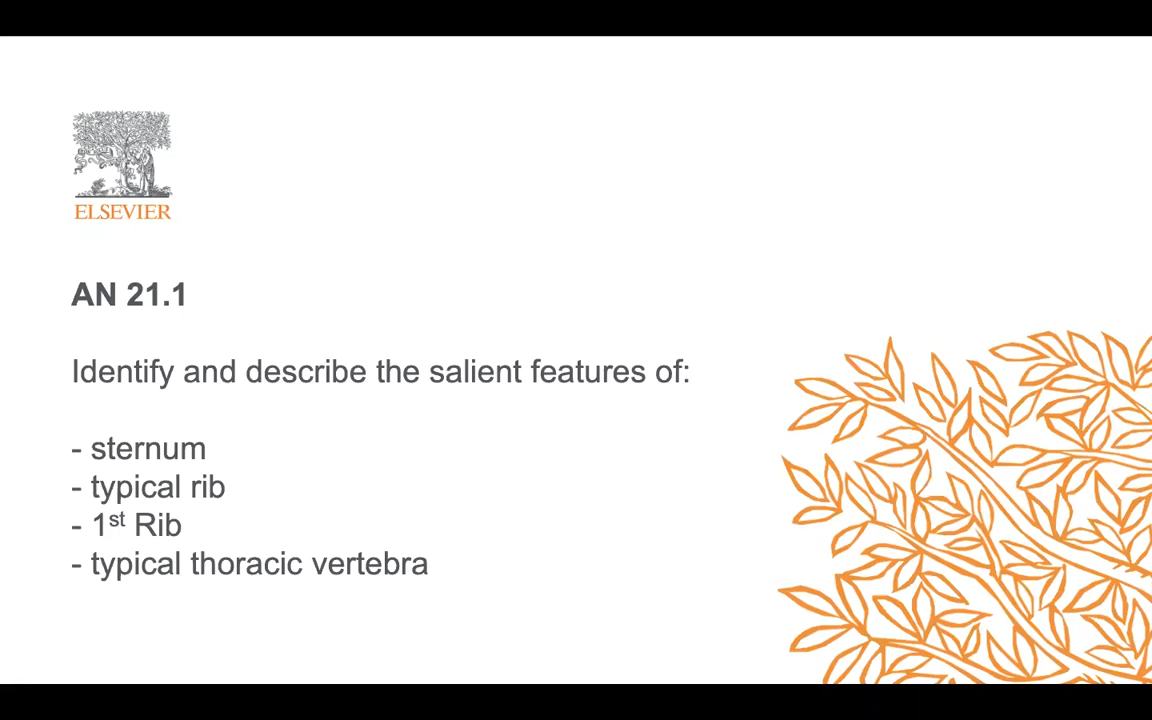 ELSEVIER
AN 21.1
Identify and describe the salient features of:
- sternum
- typical rib
- 1st Rib
- typical thoracic vertebra